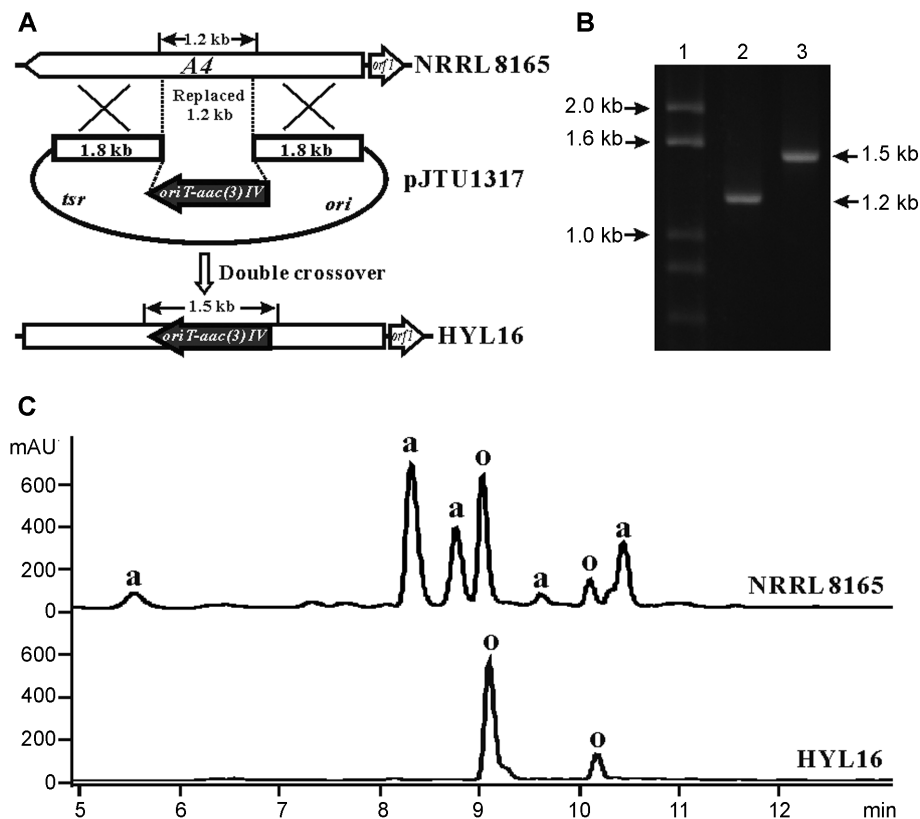 A
1.2 kb
A4
orf1
NRRL 8165
Replaced
1.2 kb
1.8 kb
1.8 kb
pJTU1317
oriT-aac(3)IV
tsr
ori
Double crossover
1.5 kb
oriT-aac(3)IV
orf1
HYL16
B
1 2 3
2.0 kb
1.6 kb
1.5 kb
1.2 kb
1.0 kb
C
mAU
a
o
600
a
400
a
200
a
o
a
NRRL 8165
0
600
o
400
200
o
HYL16
0
5 6 7 8 9 10 11 12 min